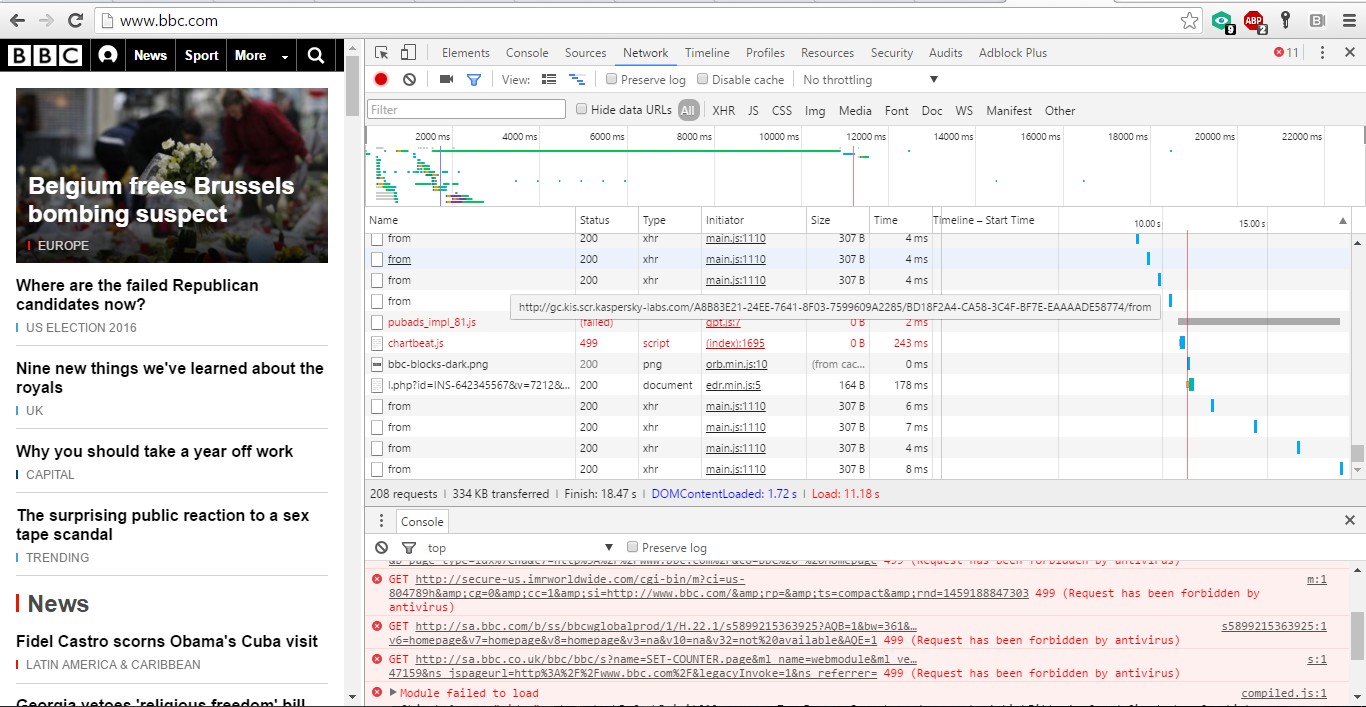 www.bbc.com
9
ABP
2
B
BBC
News
Sport
More
Belgium frees Brussels
bombing suspect
EUROPE
Where are the failed Republican
candidates now?
US ELECTION 2016
Nine new things we've learned about the
royals
UK
Why you should take a year off work
CAPITAL
The surprising public reaction to a sex
tape scandal
TRENDING
News
Fidel Castro scorns Obama's Cuba visit
LATIN AMERICA & CARIBBEAN
Georgia vetoes 'religious freedom' bill
Elements Console Sources Network Timeline Profiles Resources Security Audits Adblock Plus 11
View: Preserve log Disable cache No throttling
Filter Hide data URLs All XHR JS CSS Img Media Font Doc WS Manifest Other
2000 ms 4000 ms 6000 ms 8000 ms 10000 ms 12000 ms 14000 ms 16000 ms 18000 ms 20000 ms 22000 ms
Name Status Type Initiator Size Time Timeline – Start Time 10.00 s 15.00 s
from 200 xhr main.js:1110 307 B 4 ms
from 200 xhr main.js:1110 307 B 4 ms
from 200 xhr main.js:1110 307 B 4 ms
from
http://gc.kis.scr.kaspersky-labs.com/A8B83E21-24EE-7641-8F03-7599609A2285/BD18F2A4-CA58-3C4F-BF7E-EAAAADE58774/from
pubads_impl_81.js (failed) gpt.js:7 0 B 2 ms
chartbeat.js 499 script (index):1695 0 B 243 ms
bbc-blocks-dark.png 200 png orb.min.js:10 (from cac... 0 ms
l.php?id=INS-642345567&v=7212&... 200 document edr.min.js:5 164 B 178 ms
from 200 xhr main.js:1110 307 B 6 ms
from 200 xhr main.js:1110 307 B 7 ms
from 200 xhr main.js:1110 307 B 4 ms
from 200 xhr main.js:1110 307 B 8 ms
208 requests | 334 KB transferred | Finish: 18.47 s | DOMContentLoaded: 1.72 s | Load: 11.18 s
Console
top Preserve log
499 (Request has been forbidden by antivirus)
GET http://secure-us.imrworldwide.com/cgi-bin/m?ci=us- m:1
804789h&amp;cg=0&amp;cc=1&amp;si=http://www.bbc.com/&amp;rp=&amp;ts=compact&amp;rnd=1459188847303 499 (Request has been forbidden by
antivirus)
GET http://sa.bbc.com/b/ss/bbcwglobalprod/1/H.22.1/s5899215363925?AQB=1&bw=361&… s5899215363925:1
v6=homepage&v7=homepage&v8=homepage&v3=na&v10=na&v32=not%20available&AQE=1 499 (Request has been forbidden by antivirus)
GET http://sa.bbc.co.uk/bbc/bbc/s?name=SET-COUNTER.page&ml_name=webmodule&ml_ve… s:1
47159&ns_jspageurl=http%3A%2F%2Fwww.bbc.com%2F&legacyInvoke=1&ns_referrer= 499 (Request has been forbidden by antivirus)
Module failed to load compiled.js:1